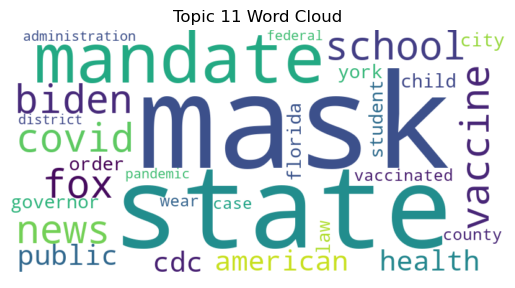 Topic 11 Word Cloud
administration
federal
mandate
school
city
york
child
biden
mask
student
vaccine
district
covid
florida
order
fox
pandemic
vaccinated
state
governor
wear
case
news
law
county
public
cdc
american
health